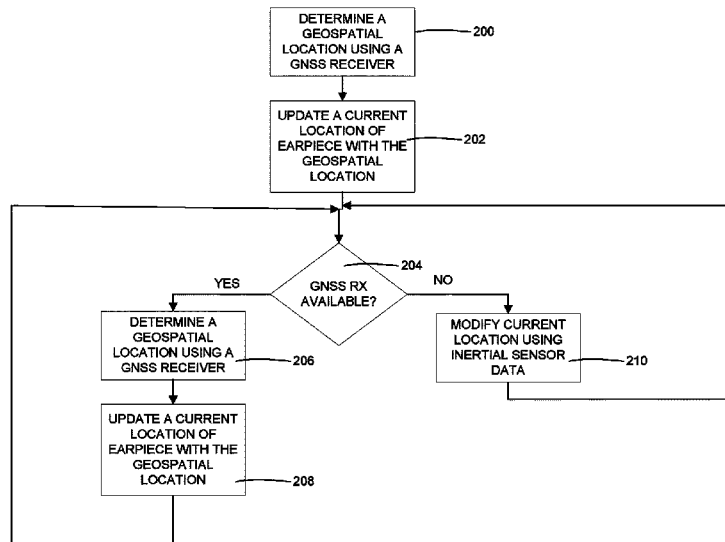 DETERMINE A
GEOSPATIAL
LOCATION USING A
GNSS RECEIVER
200
UPDATE A CURRENT
LOCATION OF
EARPIECE WITH THE
GEOSPATIAL
LOCATION
202
204
GNSS RX
AVAILABLE?
YES
NO
DETERMINE A
GEOSPATIAL
LOCATION USING A
GNSS RECEIVER
206
MODIFY CURRENT
LOCATION USING
INERTIAL SENSOR
DATA
210
UPDATE A CURRENT
LOCATION OF
EARPIECE WITH THE
GEOSPATIAL
LOCATION
208